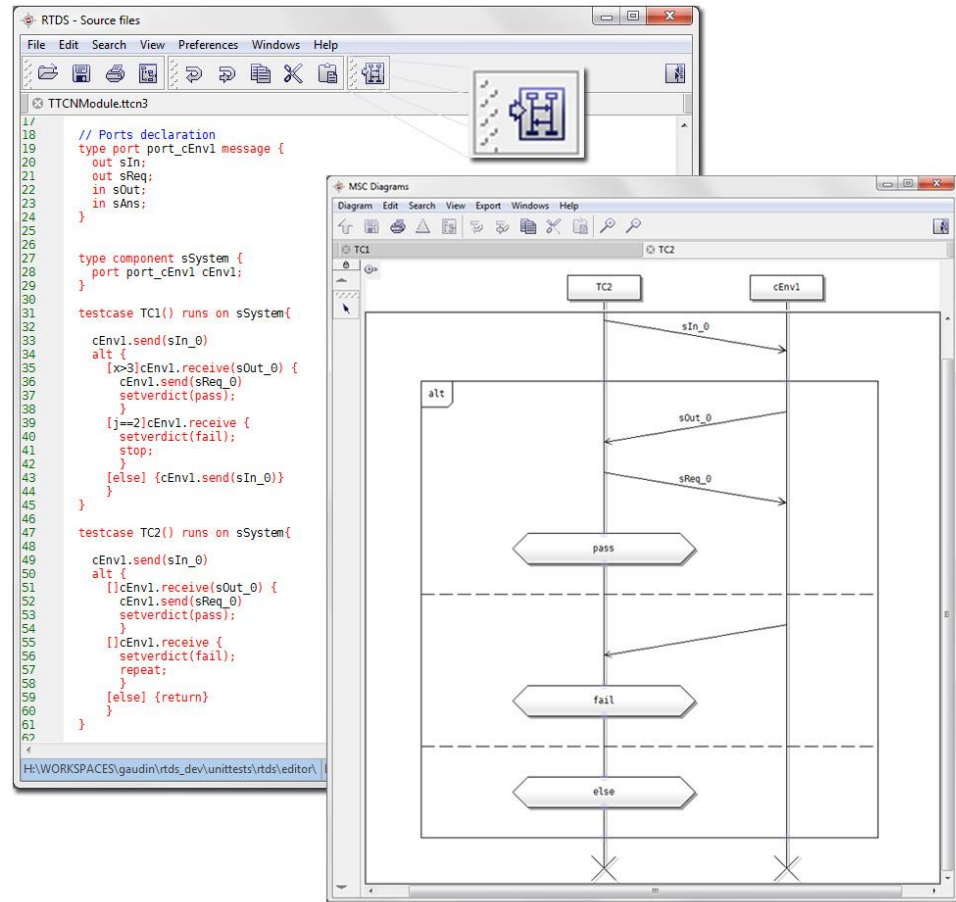 RTDS - Source files
File Edit Search View Preferences Windows Help
TTCNModule.ttcn3
17
18 // Ports declaration
19 type port port_cEnv1 message {
20 out sIn;
21 out sReq;
22 in sOut;
23 in sAns;
24 }
25
26
27 type component sSystem {
28 port port_cEnv1 cEnv1;
29 }
30
31 testcase TC1() runs on sSystem{
32
33 cEnv1.send(sIn_0)
34 alt {
35 [x>3]cEnv1.receive(sOut_0) {
36 cEnv1.send(sReq_0)
37 setverdict(pass);
38 }
39 [j==2]cEnv1.receive {
40 setverdict(fail);
41 stop;
42 }
43 [else] {cEnv1.send(sIn_0)}
44 }
45 }
46
47 testcase TC2() runs on sSystem{
48
49 cEnv1.send(sIn_0)
50 alt {
51 []cEnv1.receive(sOut_0) {
52 cEnv1.send(sReq_0)
53 setverdict(pass);
54 }
55 []cEnv1.receive {
56 setverdict(fail);
57 repeat;
58 }
59 [else] {return}
60 }
61 }
62
H:\WORKSPACES\gaudin\rtds_dev\unittests\rtds\editor\
MSC Diagrams
Diagram Edit Search View Export Windows Help
TC1 TC2
TC2 cEnv1
sIn_0
alt
sOut_0
sReq_0
pass
fail
else